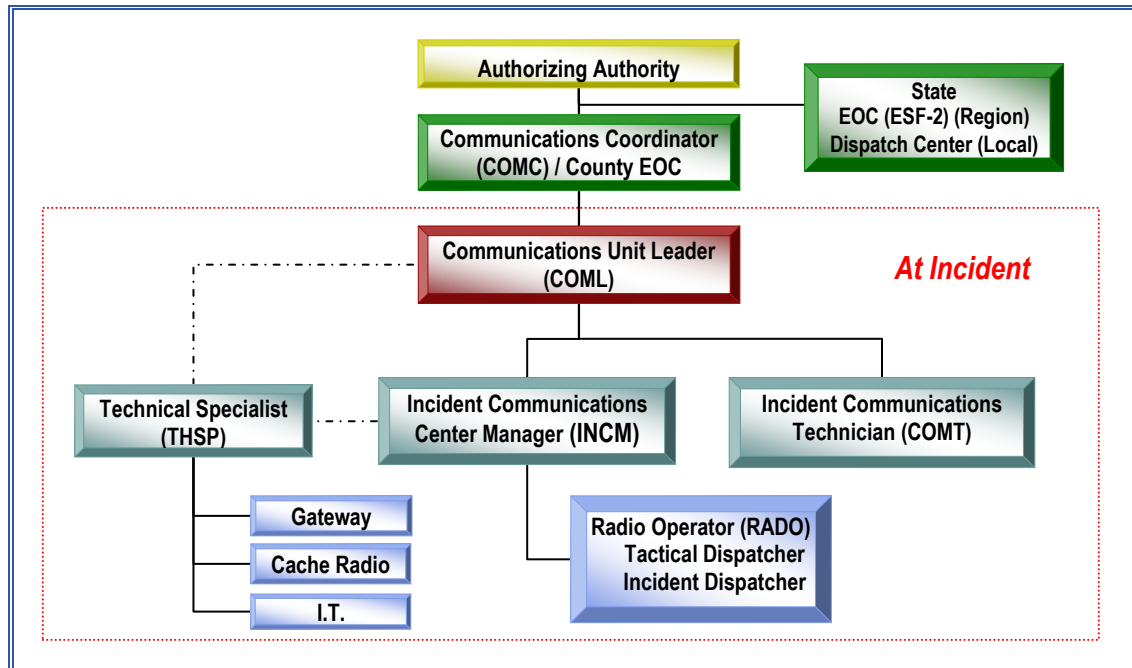 Authorizing Authority
State
EOC (ESF-2) (Region)
Dispatch Center (Local)
Communications Coordinator
(COMC) / County EOC
Communications Unit Leader
(COML)
At Incident
Technical Specialist
(THSP)
Incident Communications
Center Manager (INCM)
Incident Communications
Technician (COMT)
Gateway
Cache Radio
I.T.
Radio Operator (RADO)
Tactical Dispatcher
Incident Dispatcher